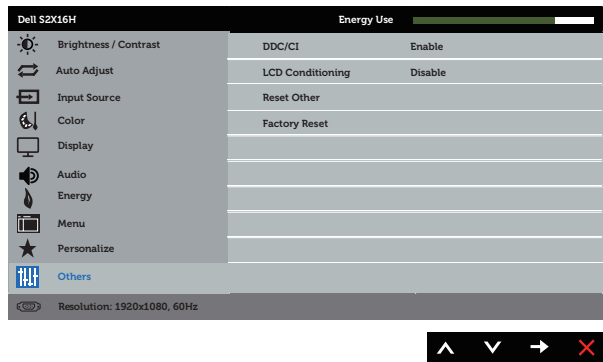 Dell S2X16H Energy Use
Brightness / Contrast DDC/CI Enable
Auto Adjust LCD Conditioning Disable
Input Source Reset Other
Color Factory Reset
Display
Audio
Energy
Menu
Personalize
Others
Resolution: 1920x1080, 60Hz